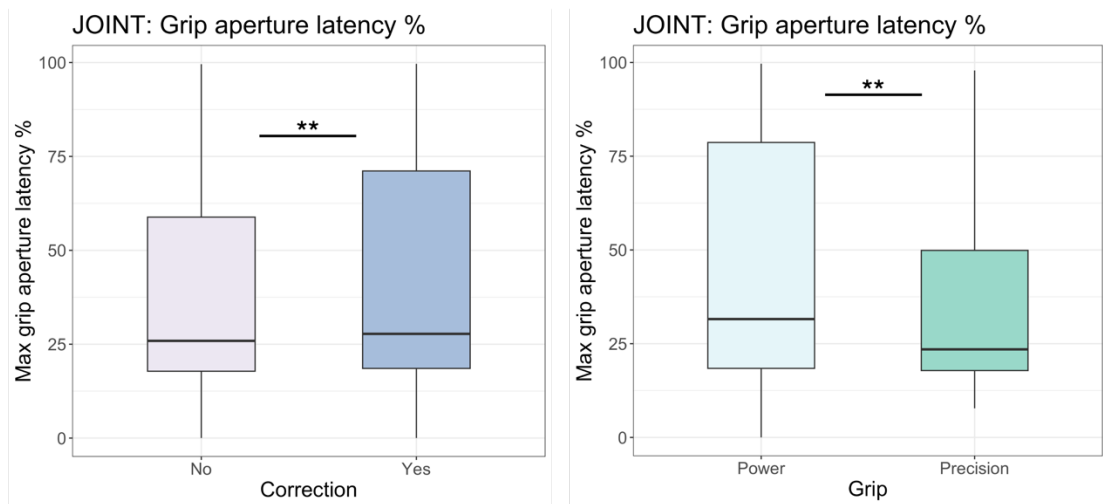 JOINT: Grip aperture latency %
Max grip aperture latency %
100
75
50
25
0
**
No Yes
Correction
JOINT: Grip aperture latency %
Max grip aperture latency %
100
75
50
25
0
**
Power Precision
Grip